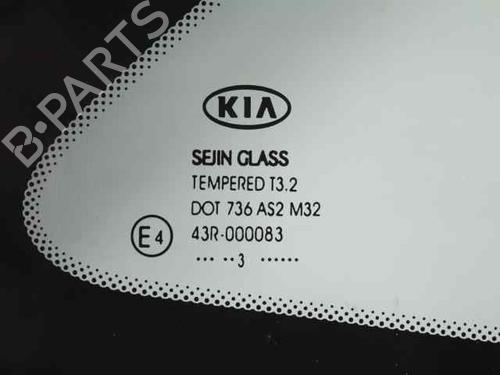 B-PARTS
KIA
SEJIN GLASS
TEMPERED T3.2
DOT 736 AS2 M32
E4 43R-000083
..... ..3 ......